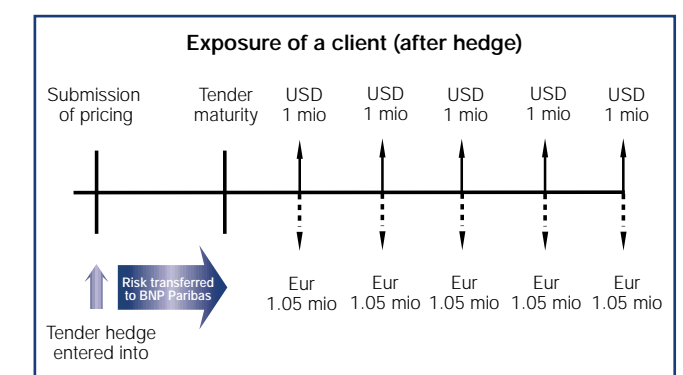 Exposure of a client (after hedge)
Submission
of pricing
Tender
maturity
USD
1 mio
USD
1 mio
USD
1 mio
USD
1 mio
USD
1 mio
Risk transferred
to BNP Paribas
Eur
1.05 mio
Eur
1.05 mio
Eur
1.05 mio
Eur
1.05 mio
Eur
1.05 mio
Tender hedge
entered into